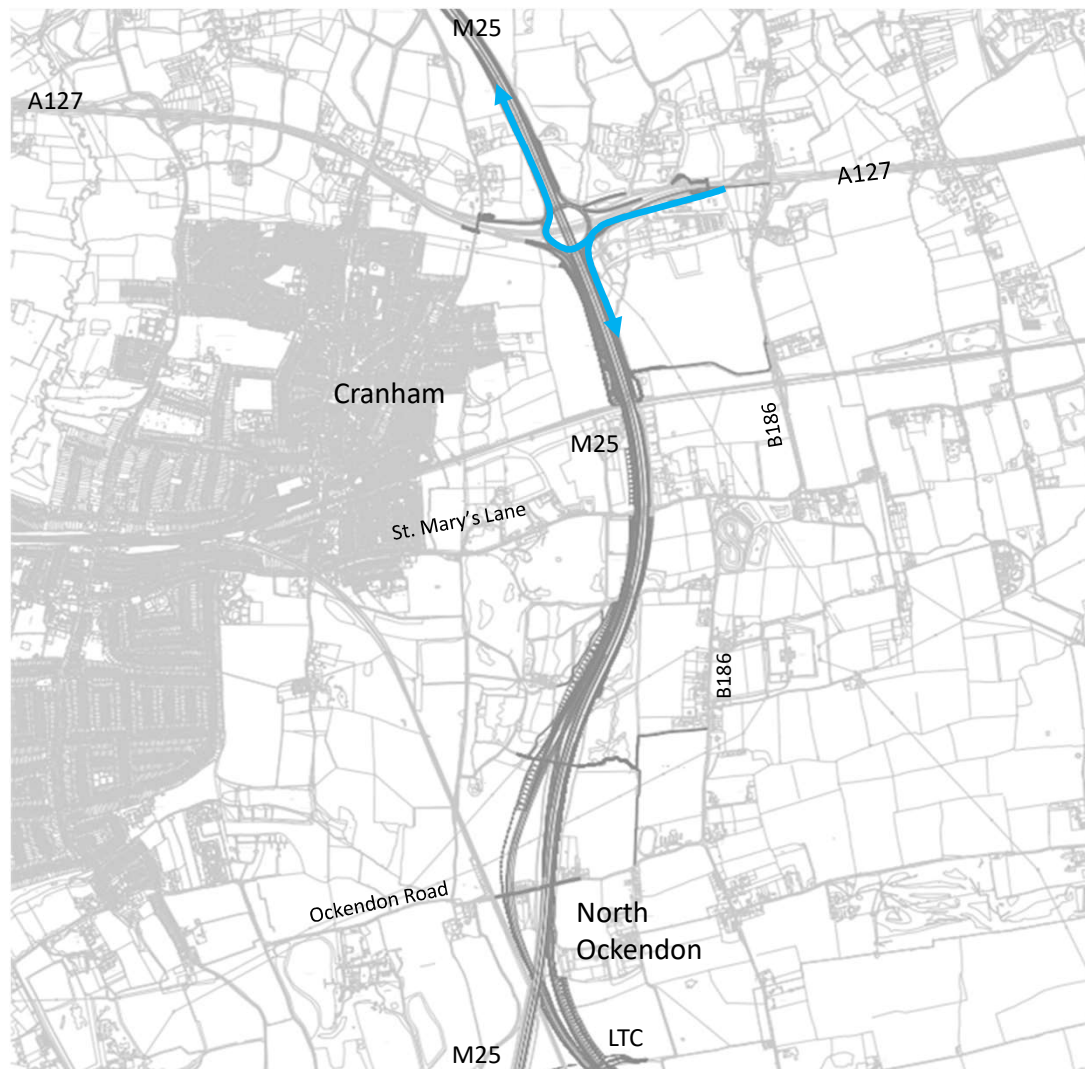 M25
A127
A127
Cranham
B186
M25
St. Mary's Lane
B186
Ockendon Road
North
Ockendon
LTC
M25